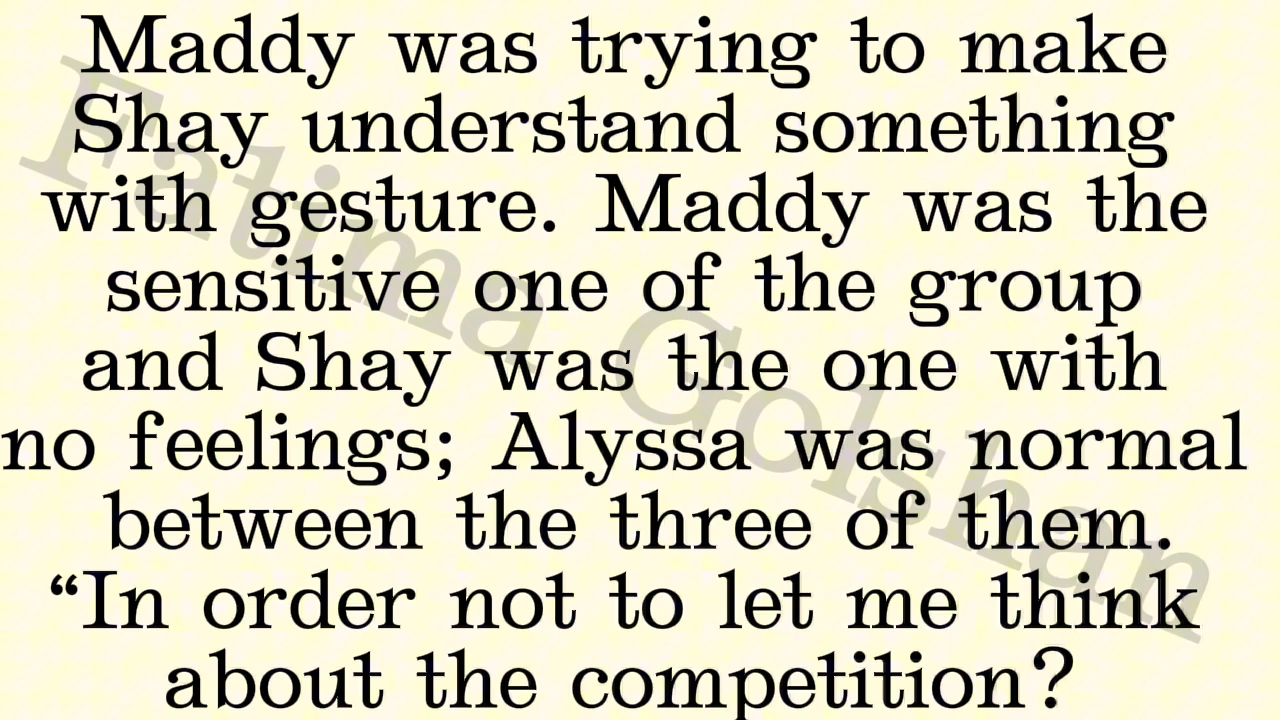 Maddy was trying to make
Shay understand something
with gesture. Maddy was the
sensitive one of the group
and Shay was the one with
no feelings; Alyssa was normal
between the three of them.
“In order not to let me think
about the competition?
Fatima Golshan